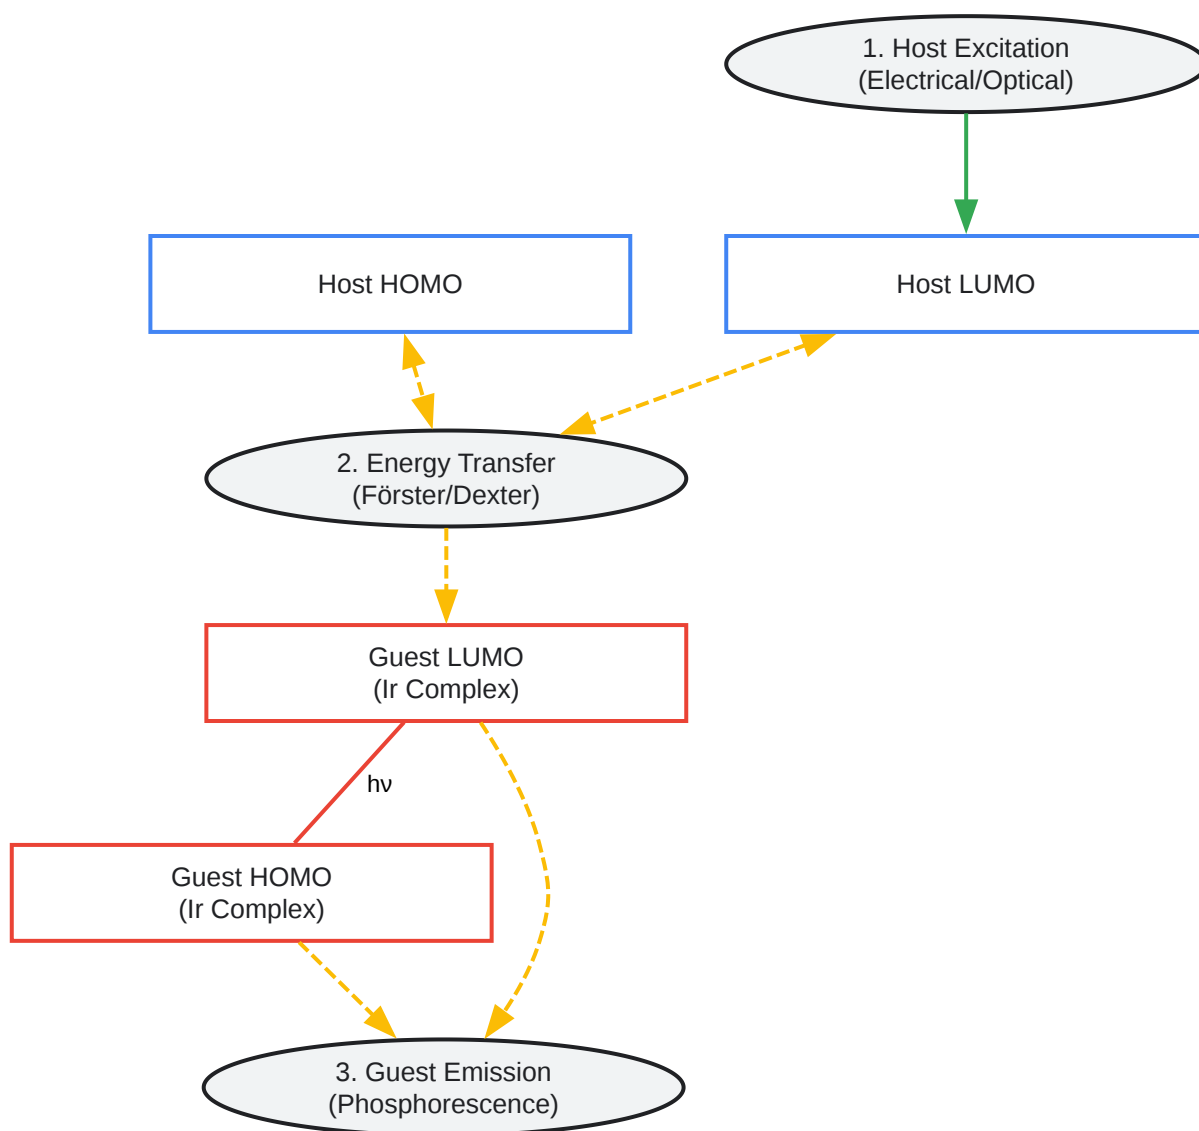 1. Host Excitation
(Electrical/Optical)
Host HOMO
Host LUMO
2. Energy Transfer
(Förster/Dexter)
Guest LUMO
(Ir Complex)
hν
Guest HOMO
(Ir Complex)
3. Guest Emission
(Phosphorescence)